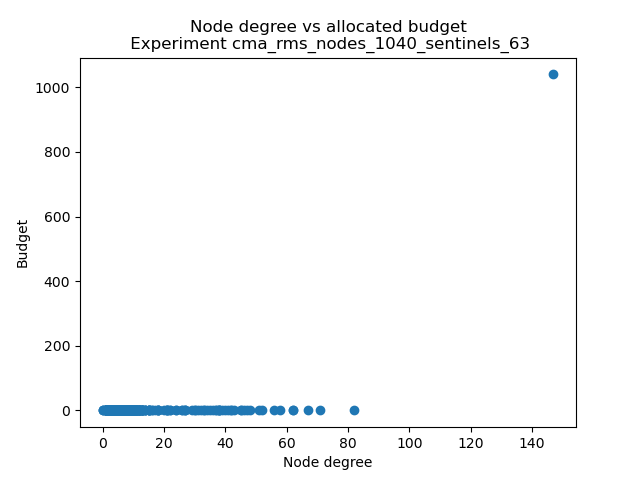 Node degree vs allocated budget
Experiment cma_rms_nodes_1040_sentinels_63
1000
800
600
400
200
0
Budget
0 20 40 60 80 100 120 140
Node degree